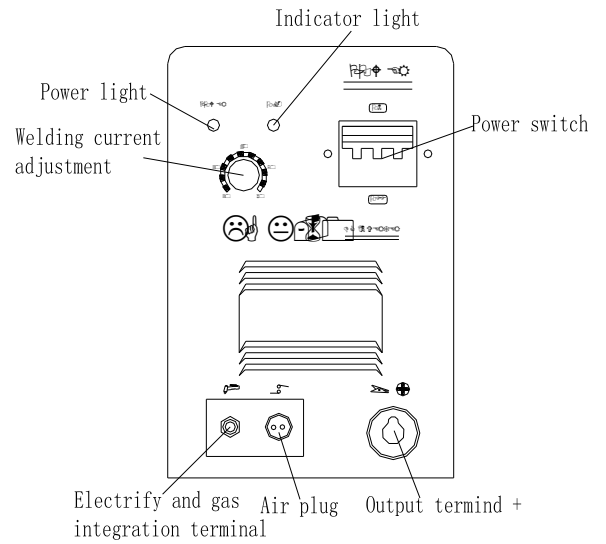 Indicator light
Power light
Power switch
Welding current
adjustment
Electrify and gas
integration terminal
Air plug
Output termind +